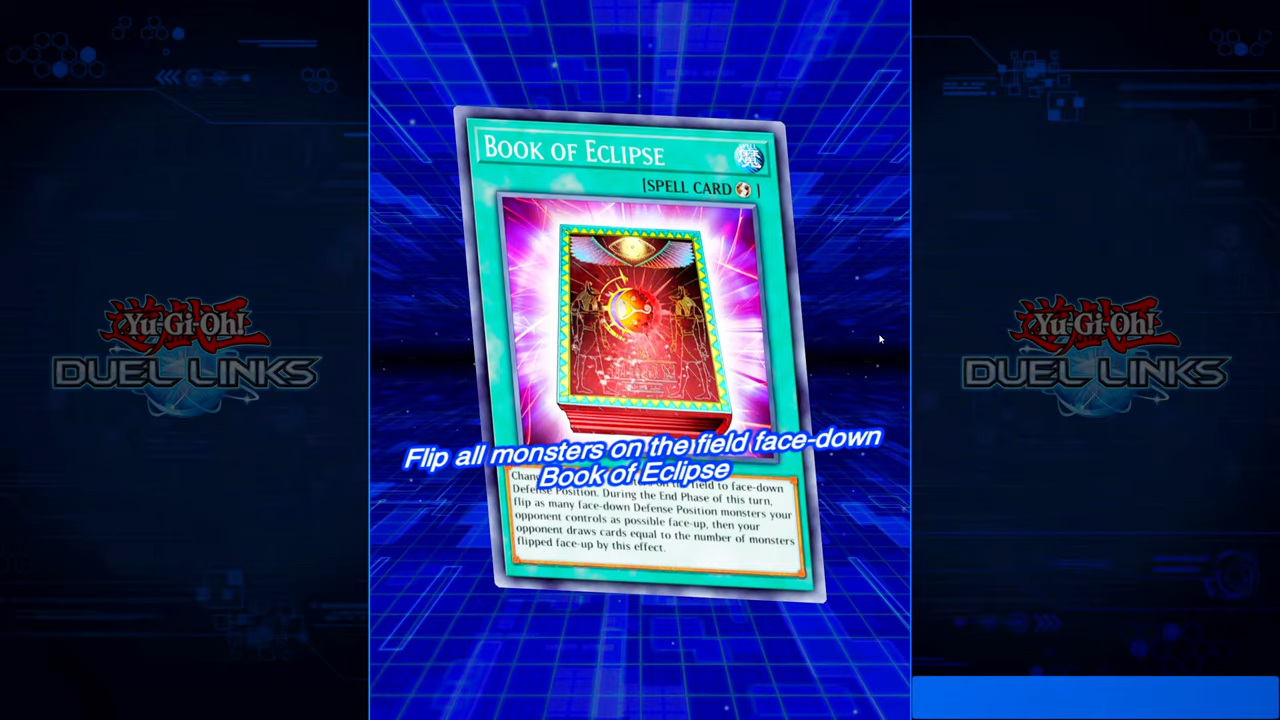 BOOK OF ECLIPSE
[SPELL CARD ]
Yu-Gi-Oh!
DUEL LINKS
Yu-Gi-Oh!
DUEL LINKS
Flip all monsters on the field face-down
Book of Eclipse
field to face-down
Defense Position. During the End Phase of this turn,
flip as many face-down Defense Position monsters your
opponent controls as possible face-up, then your
opponent draws cards equal to the number of monsters
flipped face-up by this effect.